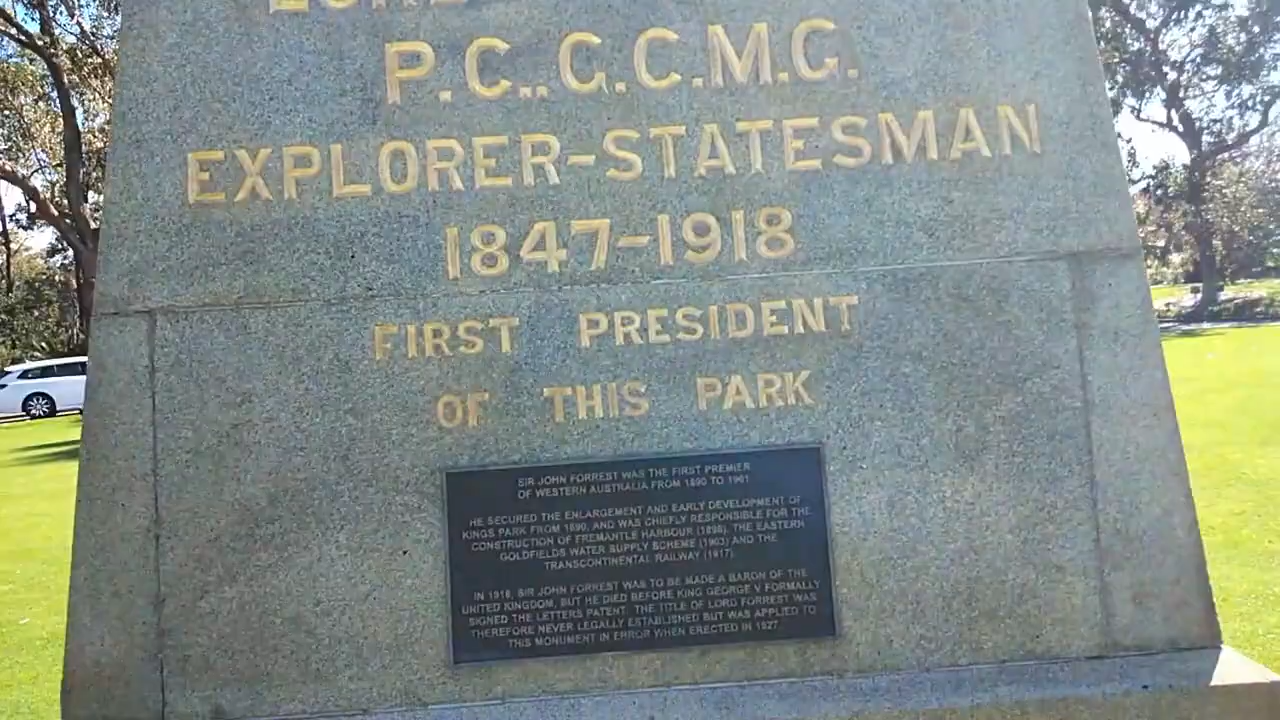 P.C., G.C.M.G.
EXPLORER-STATESMAN
1847-1918
FIRST PRESIDENT
OF THIS PARK
SIR JOHN FORREST WAS THE FIRST PREMIER
OF WESTERN AUSTRALIA FROM 1890 TO 1901
HE SECURED THE ENLARGEMENT AND EARLY DEVELOPMENT OF
KINGS PARK FROM 1890, AND WAS CHIEFLY RESPONSIBLE FOR THE
CONSTRUCTION OF FREMANTLE HARBOUR (1898), THE EASTERN
GOLDFIELDS WATER SUPPLY SCHEME (1903) AND THE
TRANSCONTINENTAL RAILWAY (1917).
IN 1918, SIR JOHN FORREST WAS TO BE MADE A BARON OF THE
UNITED KINGDOM, BUT HE DIED BEFORE KING GEORGE V FORMALLY
SIGNED THE LETTERS PATENT. THE TITLE OF LORD FORREST WAS
THEREFORE NEVER LEGALLY ESTABLISHED BUT WAS APPLIED TO
THIS MONUMENT IN ERROR WHEN ERECTED IN 1927.